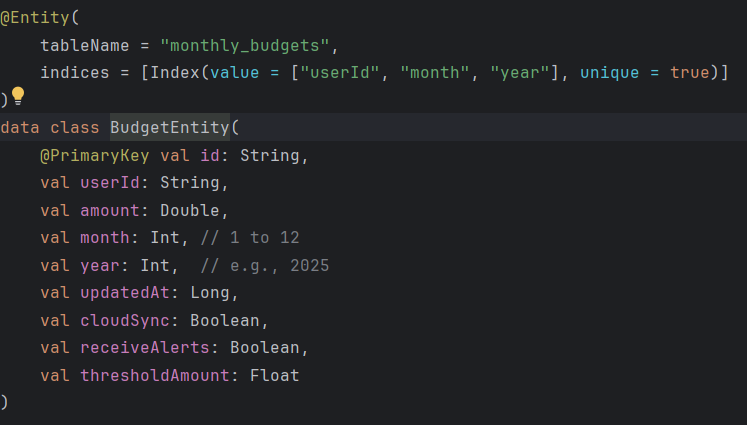 @Entity(
    tableName = "monthly_budgets",
    indices = [Index(value = ["userId", "month", "year"], unique = true)]
)
data class BudgetEntity(
    @PrimaryKey val id: String,
    val userId: String,
    val amount: Double,
    val month: Int, // 1 to 12
    val year: Int,  // e.g., 2025
    val updatedAt: Long,
    val cloudSync: Boolean,
    val receiveAlerts: Boolean,
    val thresholdAmount: Float
)